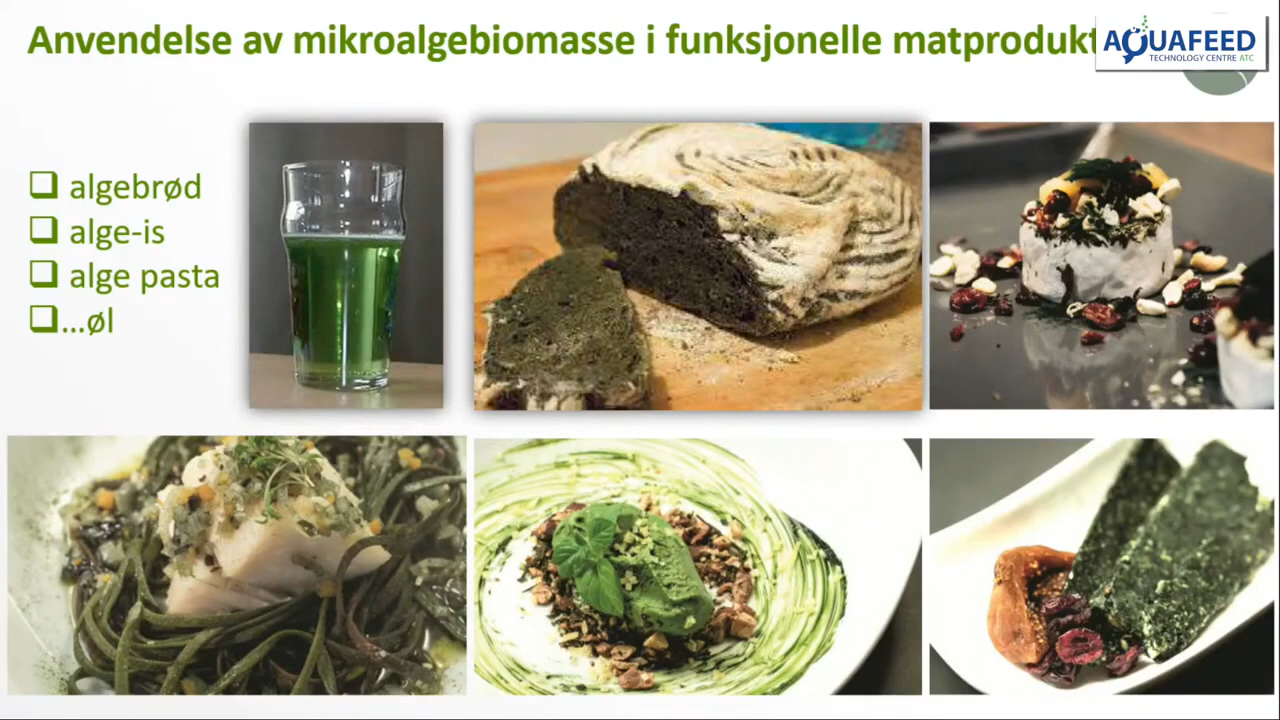 Anvendelse av mikroalgebiomasse i funksjonelle matprodukt
AQUAFEED
TECHNOLOGY CENTRE ATC
❑ algebrød
❑ alge-is
❑ alge pasta
❑...øl